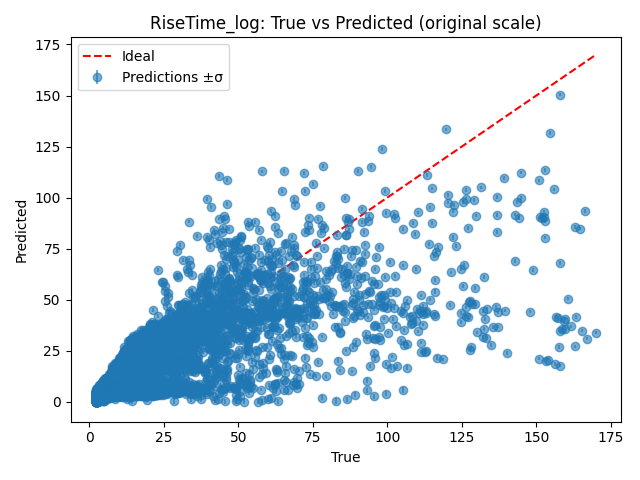 RiseTime_log: True vs Predicted (original scale)
Ideal
Predictions ±σ
175
150
125
100
75
50
25
0
Predicted
0 25 50 75 100 125 150 175
True